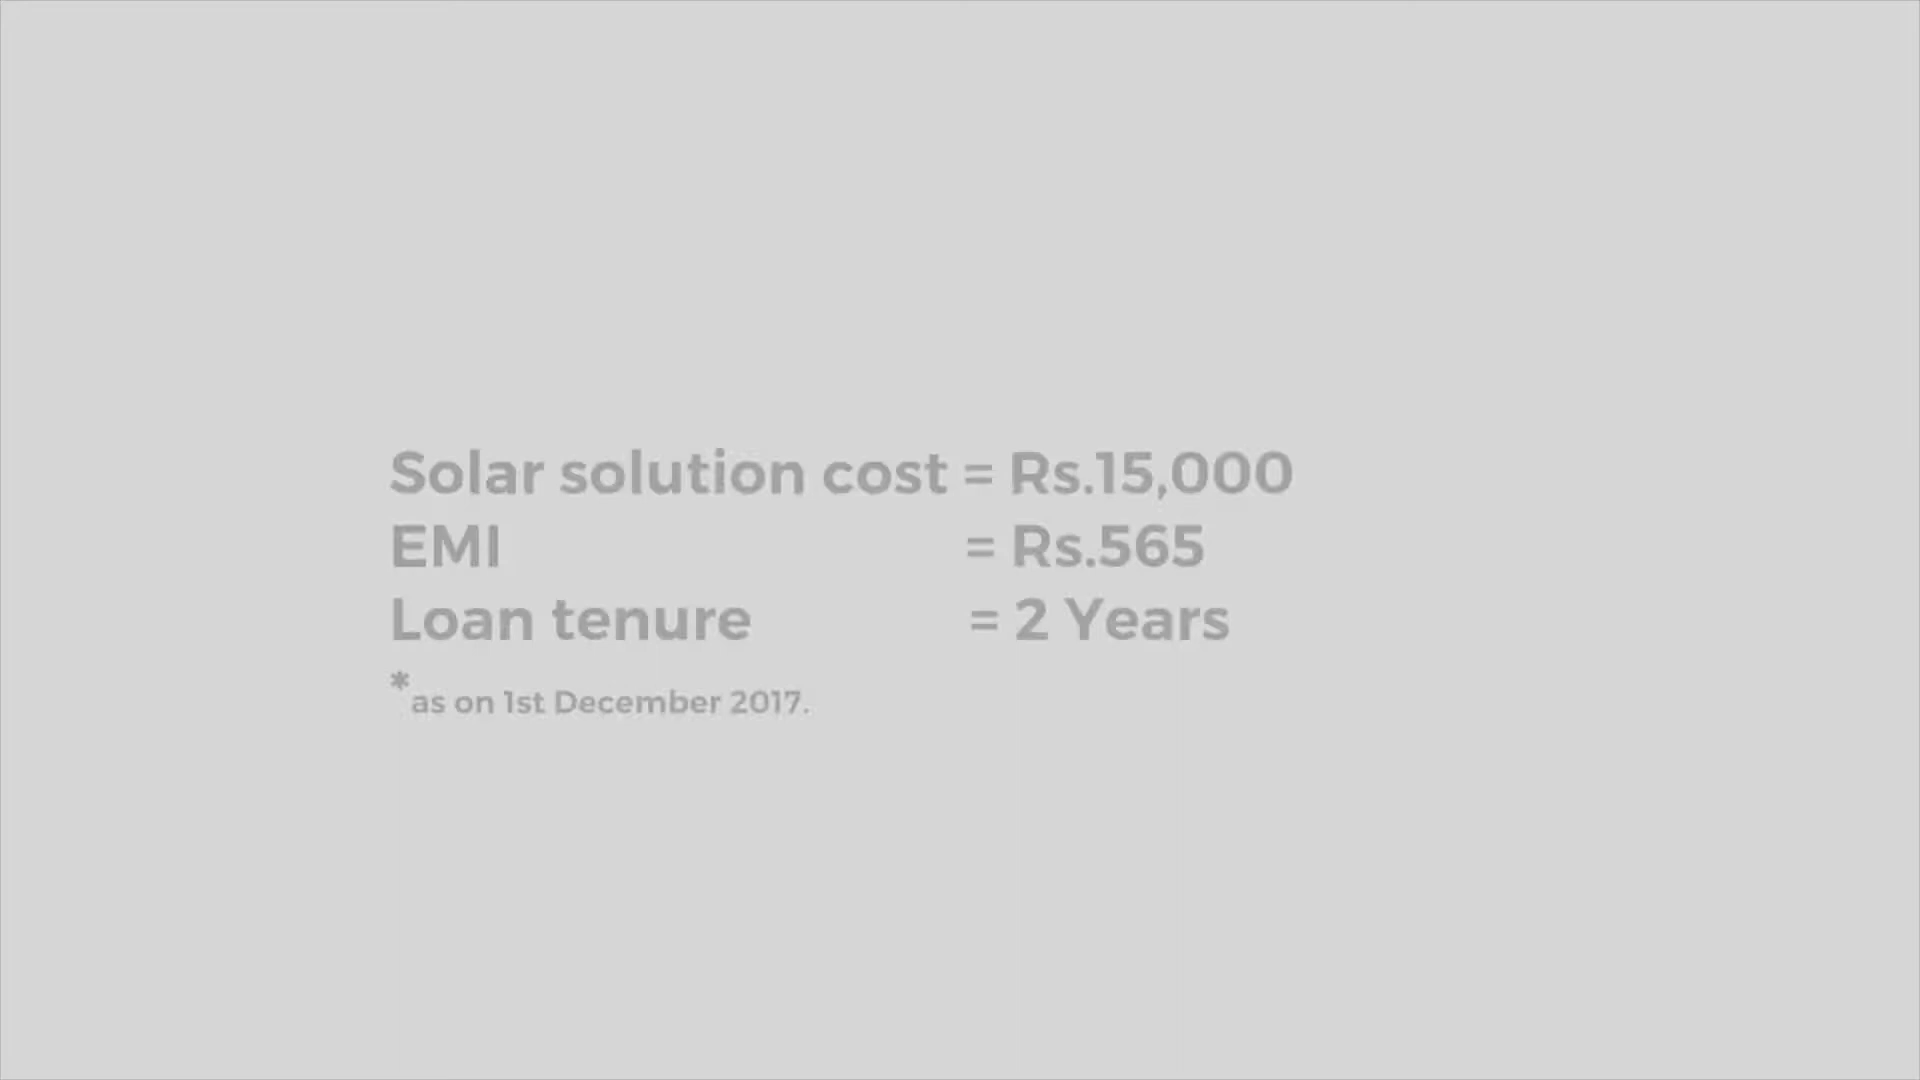 Solar solution cost = Rs.15,000
EMI = Rs.565
Loan tenure = 2 Years
*as on 1st December 2017.